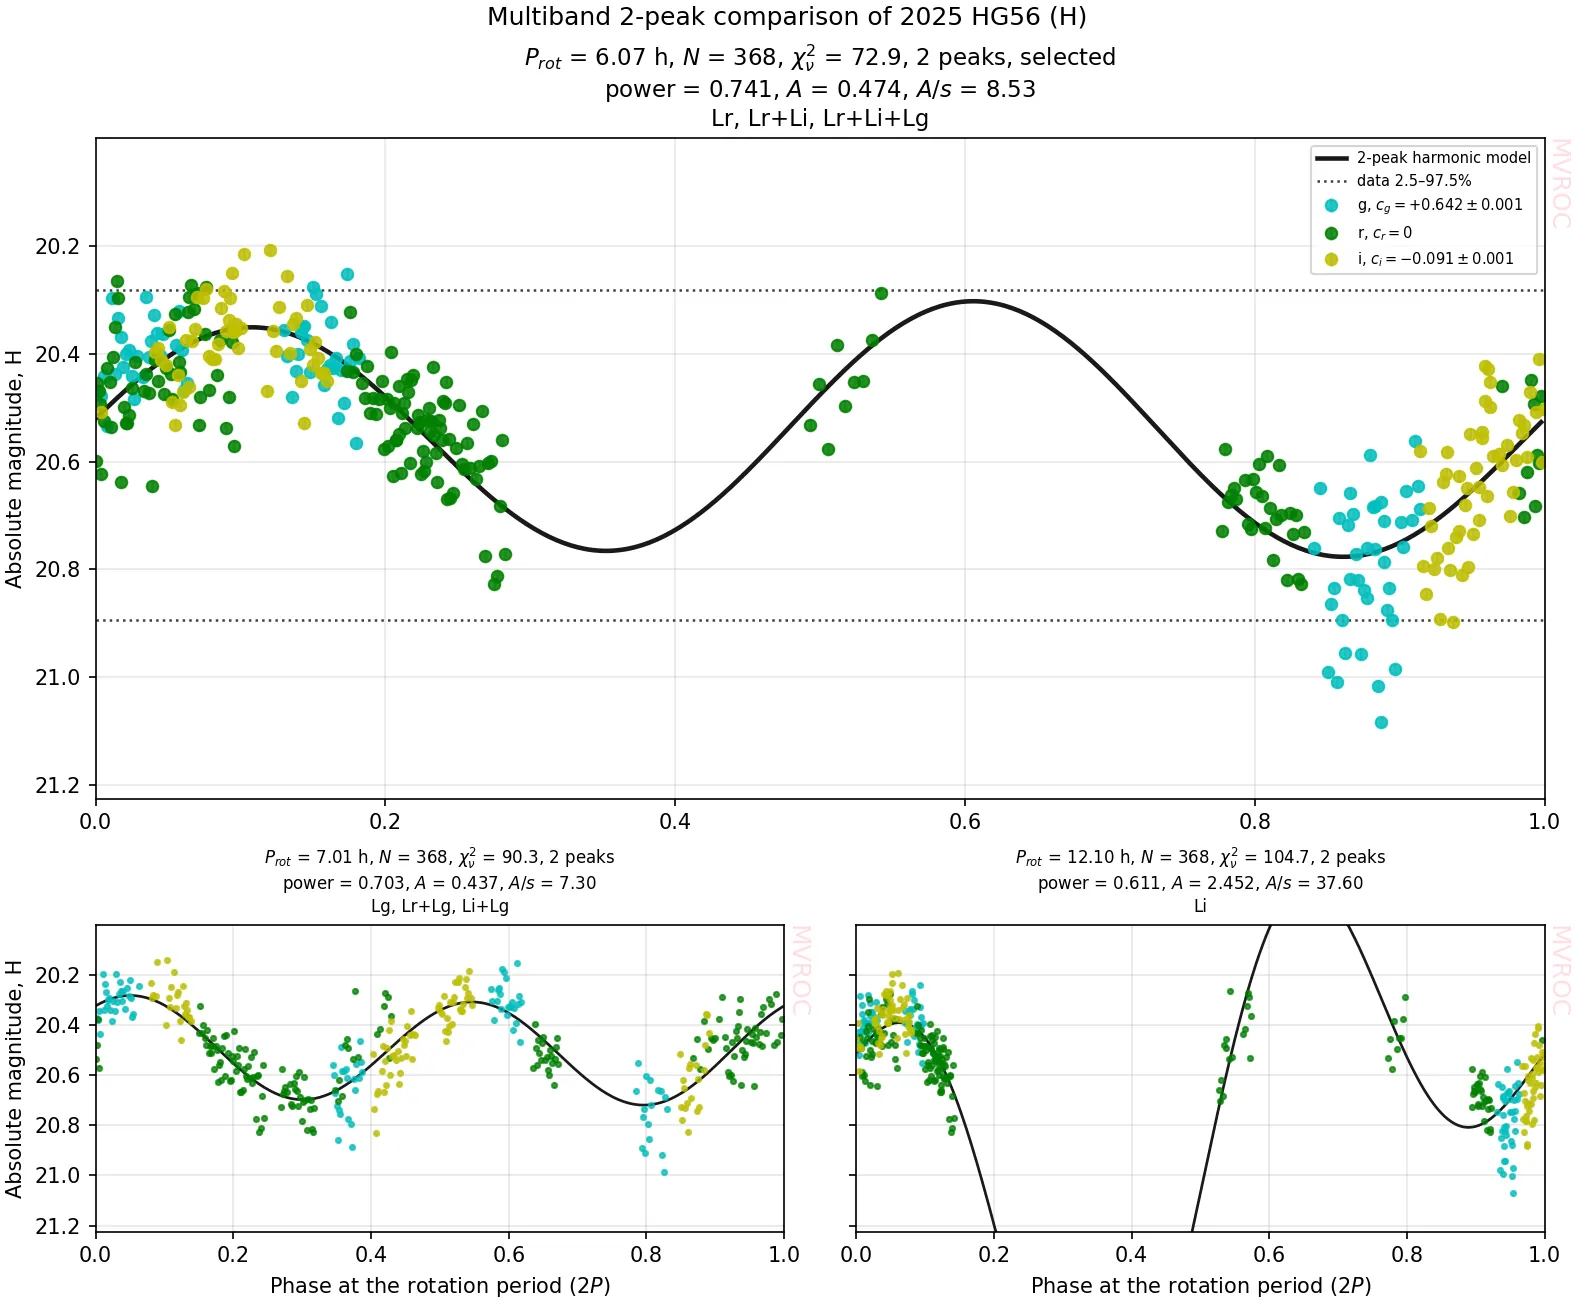 Multiband 2-peak comparison of 2025 HG56 (H)
P_rot = 6.07 h, N = 368, χ²_ν = 72.9, 2 peaks, selected
power = 0.741, A = 0.474, A/s = 8.53
Lr, Lr+Li, Lr+Li+Lg
2-peak harmonic model
data 2.5–97.5%
g, c_g = +0.642 ± 0.001
r, c_r = 0
i, c_i = −0.091 ± 0.001
MVROC
Absolute magnitude, H
20.2
20.4
20.6
20.8
21.0
21.2
0.0 0.2 0.4 0.6 0.8 1.0
P_rot = 7.01 h, N = 368, χ²_ν = 90.3, 2 peaks
power = 0.703, A = 0.437, A/s = 7.30
Lg, Lr+Lg, Li+Lg
MVROC
Absolute magnitude, H
20.2
20.4
20.6
20.8
21.0
21.2
0.0 0.2 0.4 0.6 0.8 1.0
Phase at the rotation period (2P)
P_rot = 12.10 h, N = 368, χ²_ν = 104.7, 2 peaks
power = 0.611, A = 2.452, A/s = 37.60
Li
MVROC
0.0 0.2 0.4 0.6 0.8 1.0
Phase at the rotation period (2P)